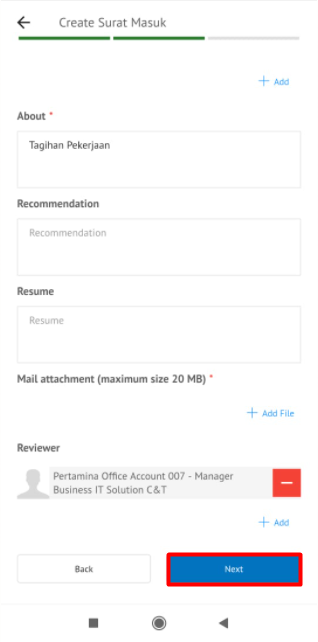 Create Surat Masuk
+ Add
About *
Tagihan Pekerjaan
Recommendation
Recommendation
Resume
Resume
Mail attachment (maximum size 20 MB) *
+ Add File
Reviewer
Pertamina Office Account 007 - Manager
Business IT Solution C&T
+ Add
Back
Next